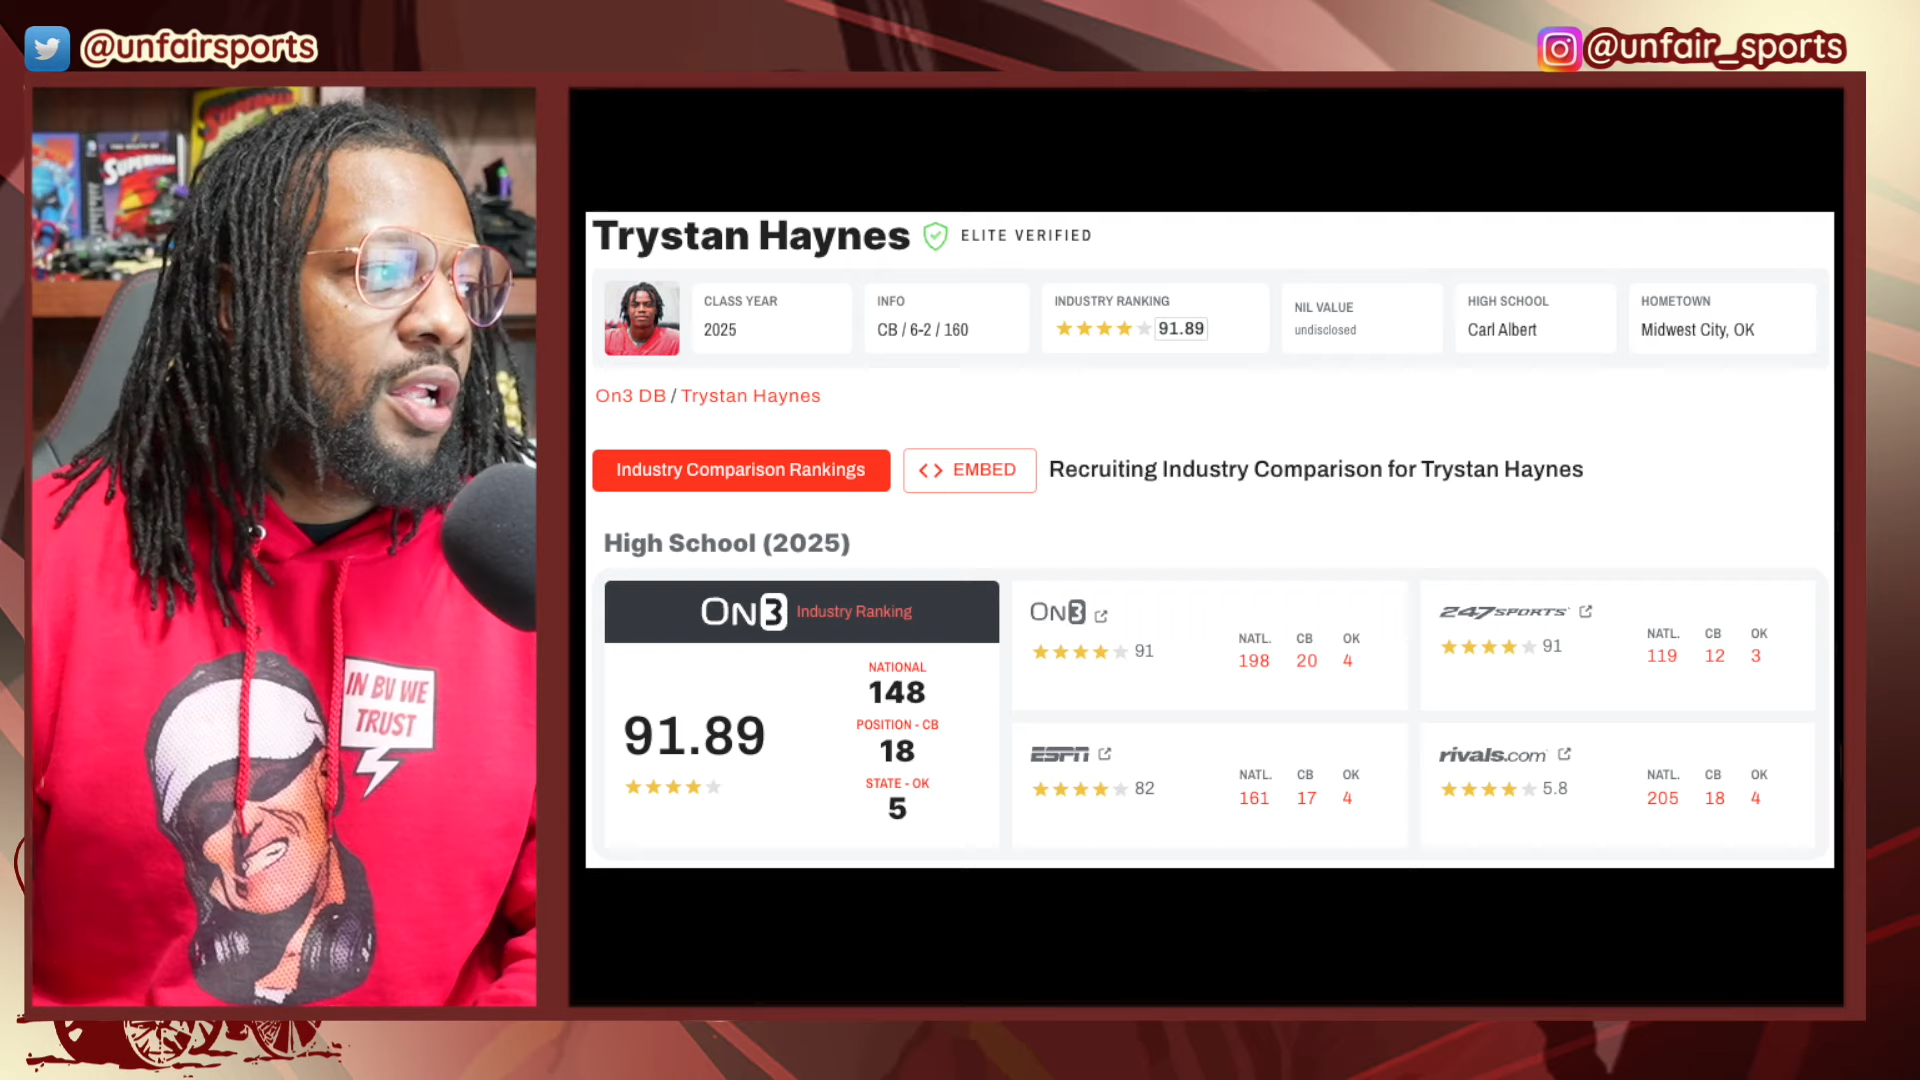 @unfairsports
@unfair_sports
SUPERMAN
SUPERMAN
IN BV WE
TRUST
Trystan Haynes ELITE VERIFIED
CLASS YEAR
2025
INFO
CB / 6-2 / 160
INDUSTRY RANKING
91.89
NIL VALUE
undisclosed
HIGH SCHOOL
Carl Albert
HOMETOWN
Midwest City, OK
On3 DB / Trystan Haynes
Industry Comparison Rankings
<> EMBED
Recruiting Industry Comparison for Trystan Haynes
High School (2025)
On3 Industry Ranking
91.89
NATIONAL
148
POSITION - CB
18
STATE - OK
5
On3
91
NATL. CB OK
198 20 4
247SPORTS
91
NATL. CB OK
119 12 3
ESPN
82
NATL. CB OK
161 17 4
rivals.com
5.8
NATL. CB OK
205 18 4